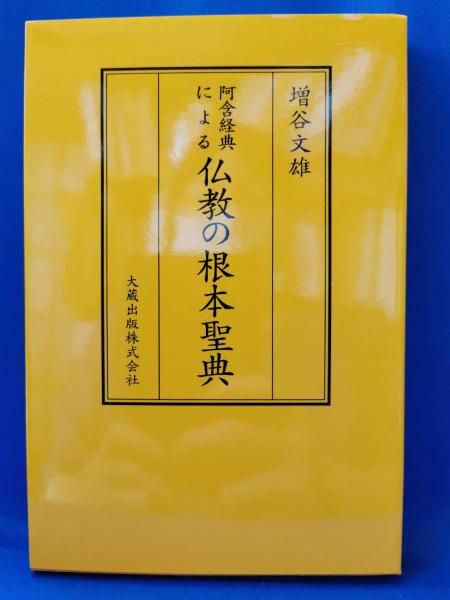 増谷文雄
阿含経典
による
仏教の根本聖典
大蔵出版株式会社